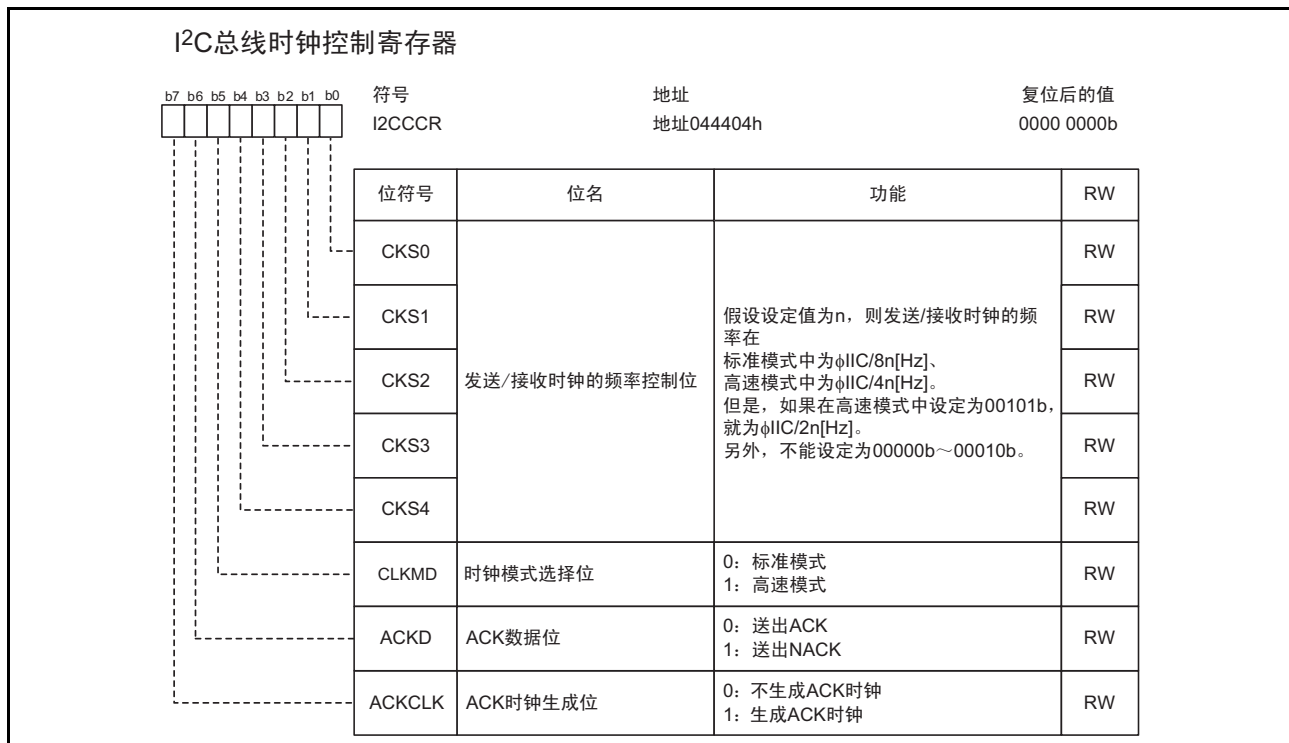 I2C总线时钟控制寄存器
b7 b6 b5 b4 b3 b2 b1 b0
符号 地址 复位后的值
I2CCCR 地址044404h 0000 0000b
位符号 位名 功能 RW
CKS0 RW
CKS1 RW
CKS2 RW
CKS3 RW
CKS4 RW
发送/接收时钟的频率控制位
假设设定值为n，则发送/接收时钟的频
率在
标准模式中为φIIC/8n[Hz]、
高速模式中为φIIC/4n[Hz]。
但是，如果在高速模式中设定为00101b，
就为φIIC/2n[Hz]。
另外，不能设定为00000b～00010b。
CLKMD 时钟模式选择位 0：标准模式 RW
1：高速模式
ACKD ACK数据位 0：送出ACK RW
1：送出NACK
ACKCLK ACK时钟生成位 0：不生成ACK时钟 RW
1：生成ACK时钟